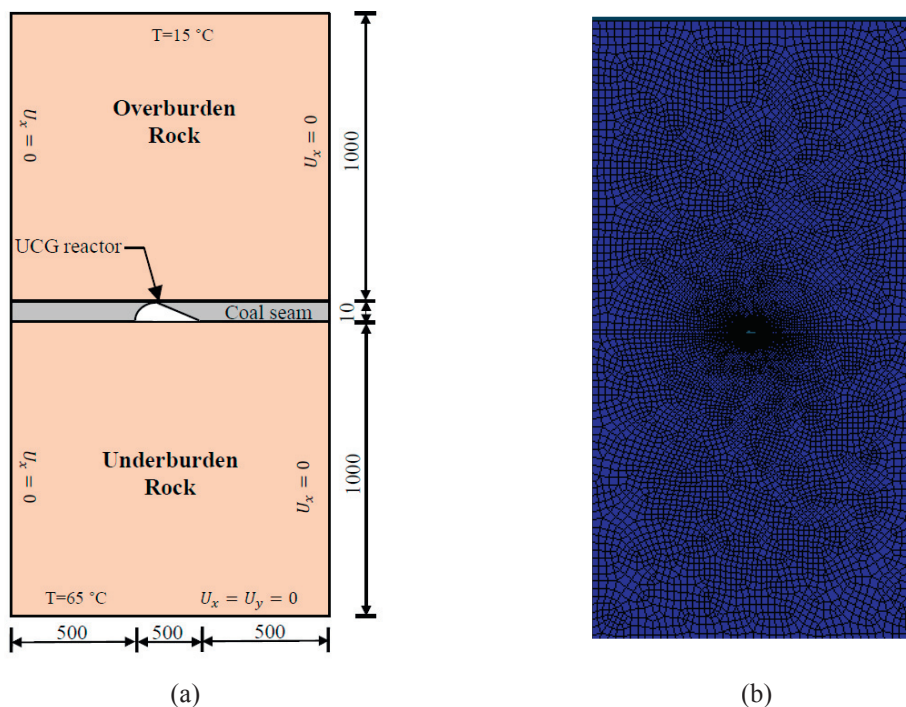 T=15 °C
Overburden
Rock
U_x = 0
U_x = 0
1000
UCG reactor
Coal seam
10
Underburden
Rock
U_x = 0
U_x = 0
1000
T=65 °C
U_x = U_y = 0
500
500
500
(a)
(b)